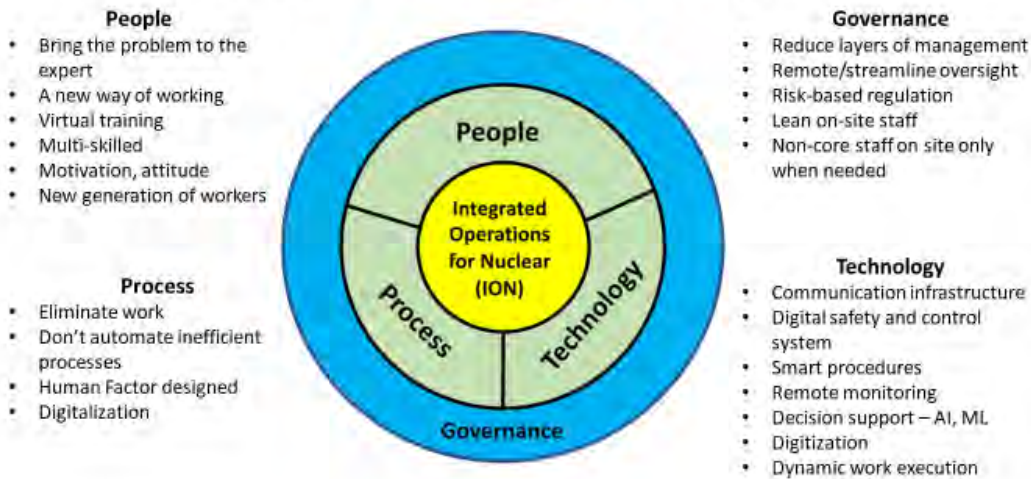 People
• Bring the problem to the
expert
• A new way of working
• Virtual training
• Multi-skilled
• Motivation, attitude
• New generation of workers
Process
• Eliminate work
• Don't automate inefficient
processes
• Human Factor designed
• Digitalization
People
Integrated
Operations
for Nuclear
(ION)
Process
Technology
Governance
Governance
• Reduce layers of management
• Remote/streamline oversight
• Risk-based regulation
• Lean on-site staff
• Non-core staff on site only
when needed
Technology
• Communication infrastructure
• Digital safety and control
system
• Smart procedures
• Remote monitoring
• Decision support – AI, ML
• Digitization
• Dynamic work execution